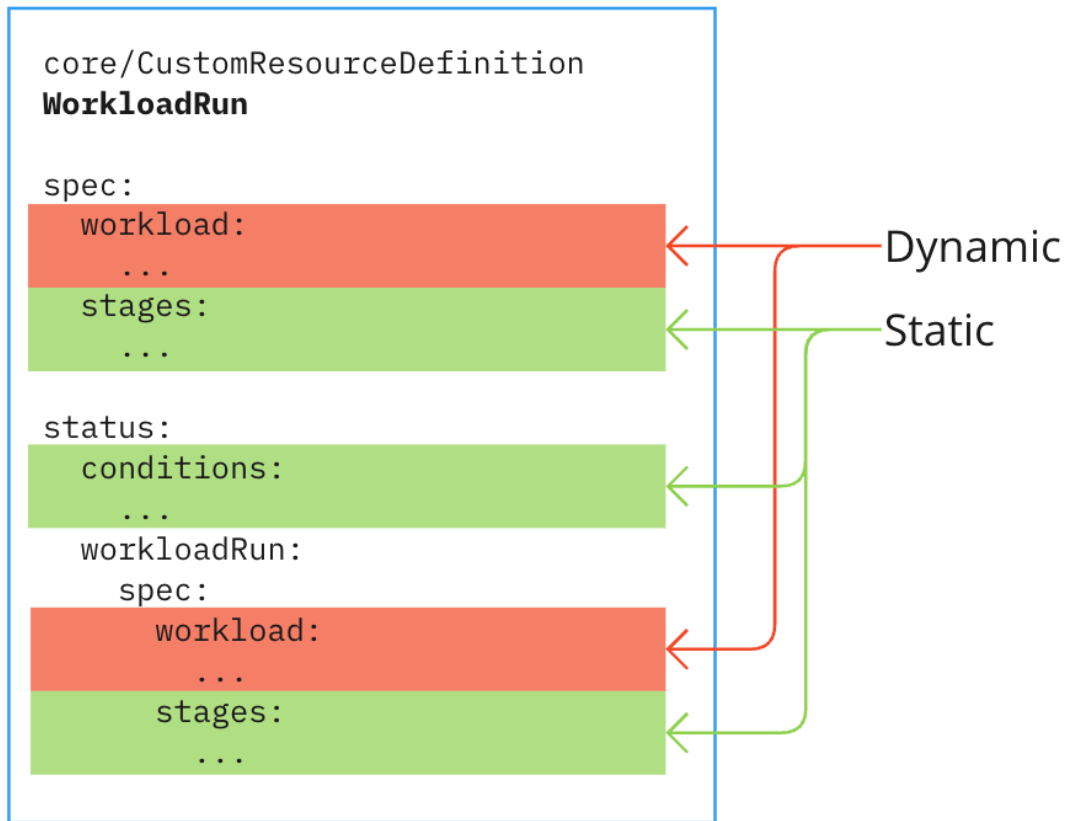 core/CustomResourceDefinition
WorkloadRun
spec:
workload:
...
stages:
...
status:
conditions:
...
workloadRun:
spec:
workload:
...
stages:
...
Dynamic
Static